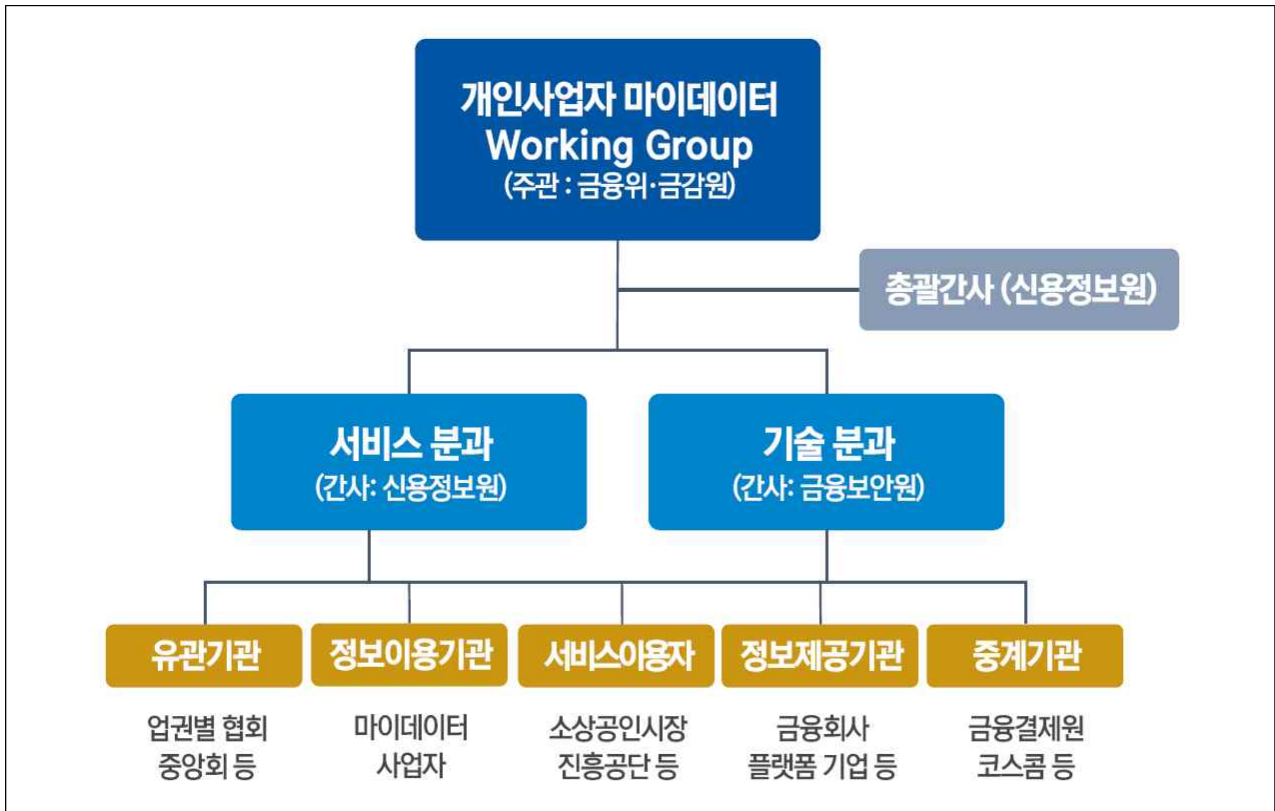 개인사업자 마이데이터
Working Group
(주관 : 금융위·금감원)
총괄간사 (신용정보원)
서비스 분과
(간사: 신용정보원)
기술 분과
(간사: 금융보안원)
유관기관
정보이용기관
서비스이용자
정보제공기관
중계기관
업권별 협회
중앙회 등
마이데이터
사업자
소상공인시장
진흥공단 등
금융회사
플랫폼 기업 등
금융결제원
코스콤 등